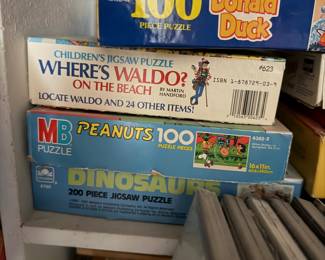 100
PIECE PUZZLE
Donald
Duck
CHILDREN'S JIGSAW PUZZLE
WHERE'S WALDO?
ON THE BEACH
BY MARTIN
HANDFORD
LOCATE WALDO AND 24 OTHER ITEMS!
#623
MB
PUZZLE
PEANUTS 100
PUZZLE PIECES
16x11in.
DINOSAURS
200 PIECE JIGSAW PUZZLE